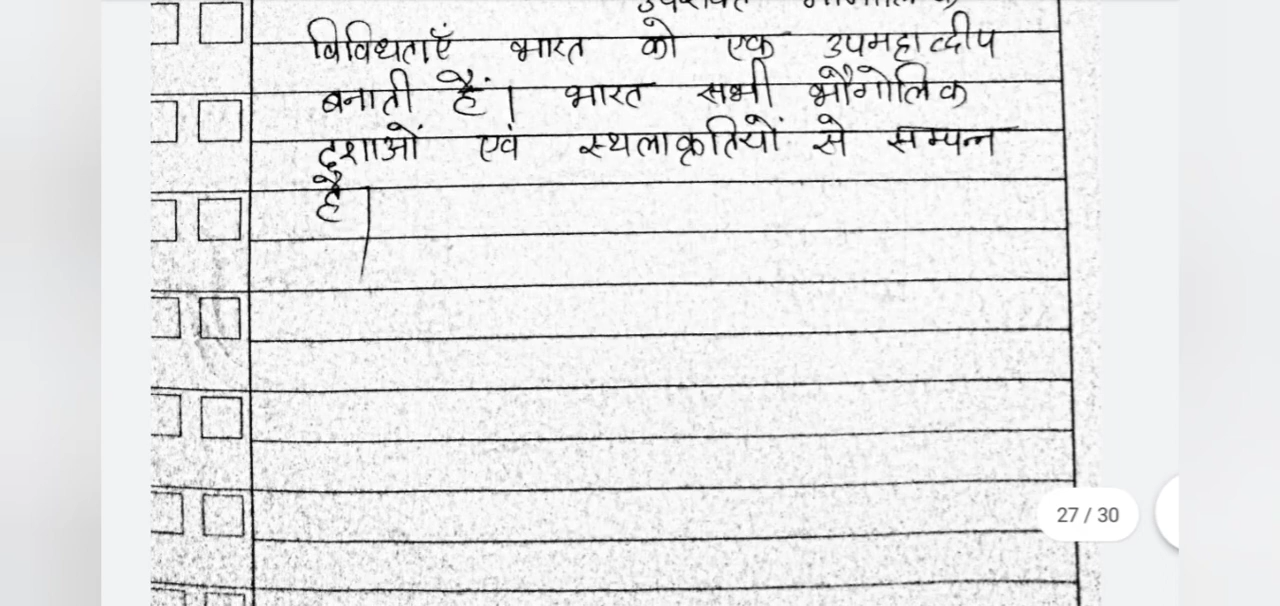 विविधताएँ भारत को एक उपमहाद्वीप
बनाती हैं। भारत सभी भौगोलिक
दशाओं एवं स्थलाकृतियों से सम्पन्न
है।
27 / 30